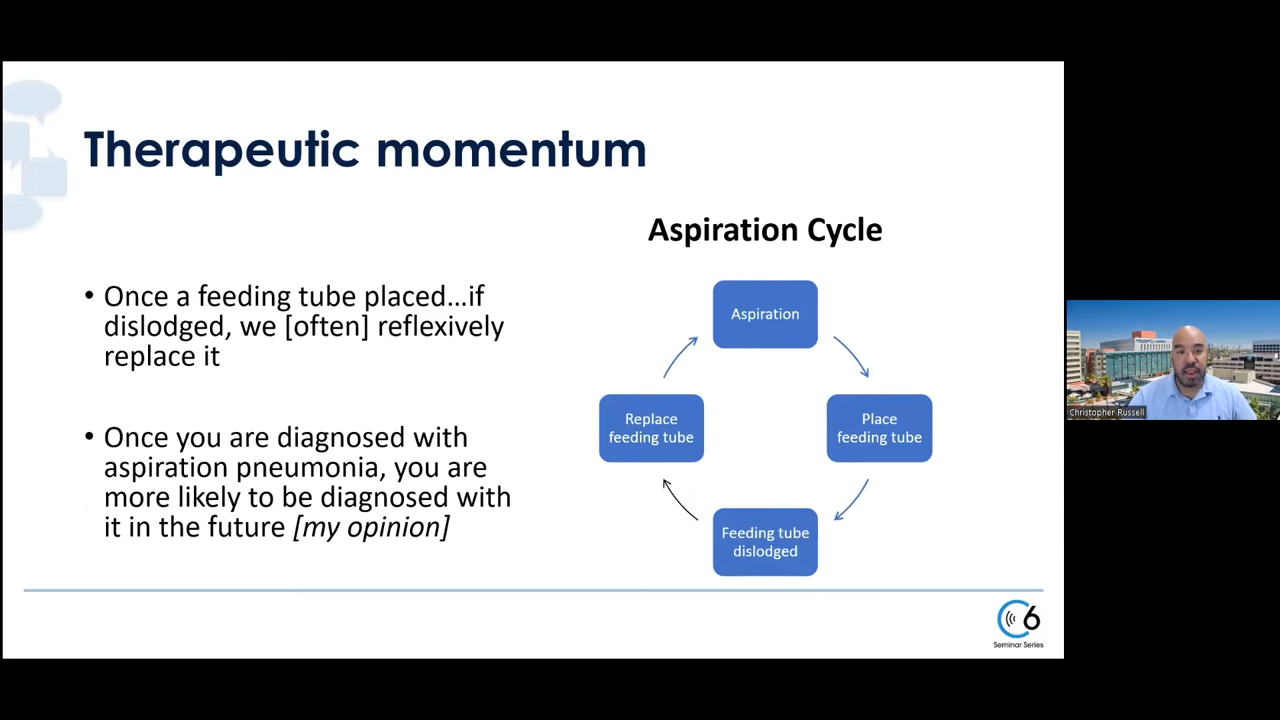 Therapeutic momentum
• Once a feeding tube placed...if
dislodged, we [often] reflexively
replace it
• Once you are diagnosed with
aspiration pneumonia, you are
more likely to be diagnosed with
it in the future [my opinion]
Aspiration Cycle
Aspiration
Place
feeding tube
Feeding tube
dislodged
Replace
feeding tube
C6
Seminar Series
Christopher Russell